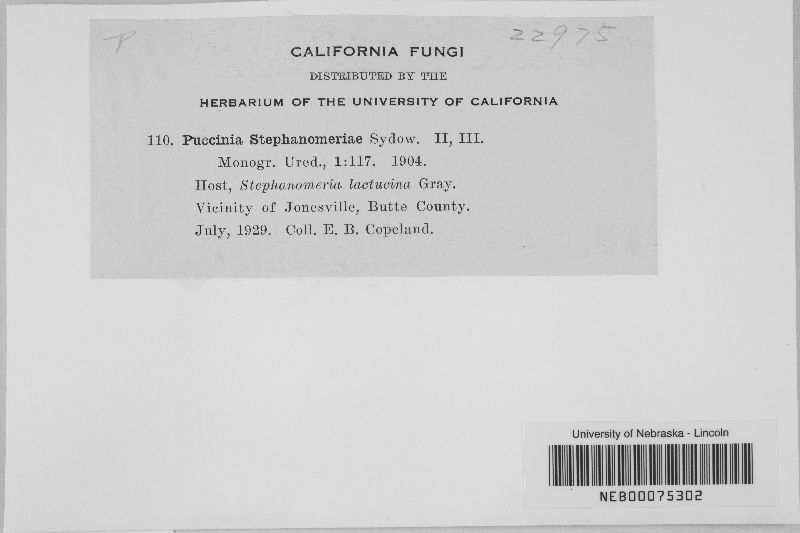 P 22975
CALIFORNIA FUNGI
DISTRIBUTED BY THE
HERBARIUM OF THE UNIVERSITY OF CALIFORNIA
110. Puccinia Stephanomeriae Sydow. II, III.
Monogr. Ured., 1:117. 1904.
Host, Stephanomeria lactucina Gray.
Vicinity of Jonesville, Butte County.
July, 1929. Coll. E. B. Copeland.
University of Nebraska - Lincoln
NEB00075302